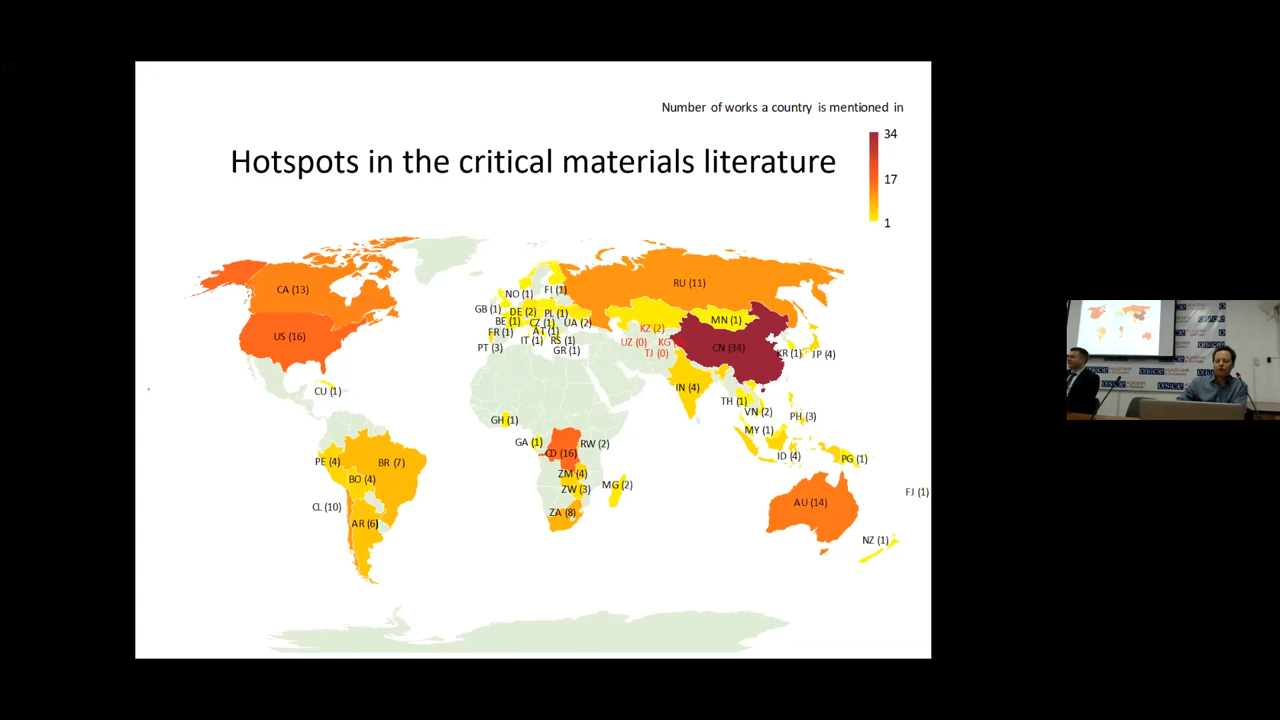 Number of works a country is mentioned in
34
Hotspots in the critical materials literature
17
1
RU (11)
CA (13)
NO (1)
FI (1)
GB (1)
DE (2)
PL (1)
BE (1)
CZ (1)
UA (2)
MN (1)
FR (1)
AT (1)
KZ (2)
US (16)
IT (1)
RS (1)
UZ (0)
KG
PT (3)
GR (1)
TJ (0)
CN (34)
KR (1)
JP (4)
CU (1)
IN (4)
TH (1)
VN (2)
GH (1)
PH (3)
MY (1)
GA (1)
RW (2)
CD (16)
ID (4)
PG (1)
PE (4)
BR (7)
ZM (4)
BO (4)
ZW (3)
MG (2)
FJ (1)
CL (10)
AU (14)
ZA (8)
AR (6)
NZ (1)